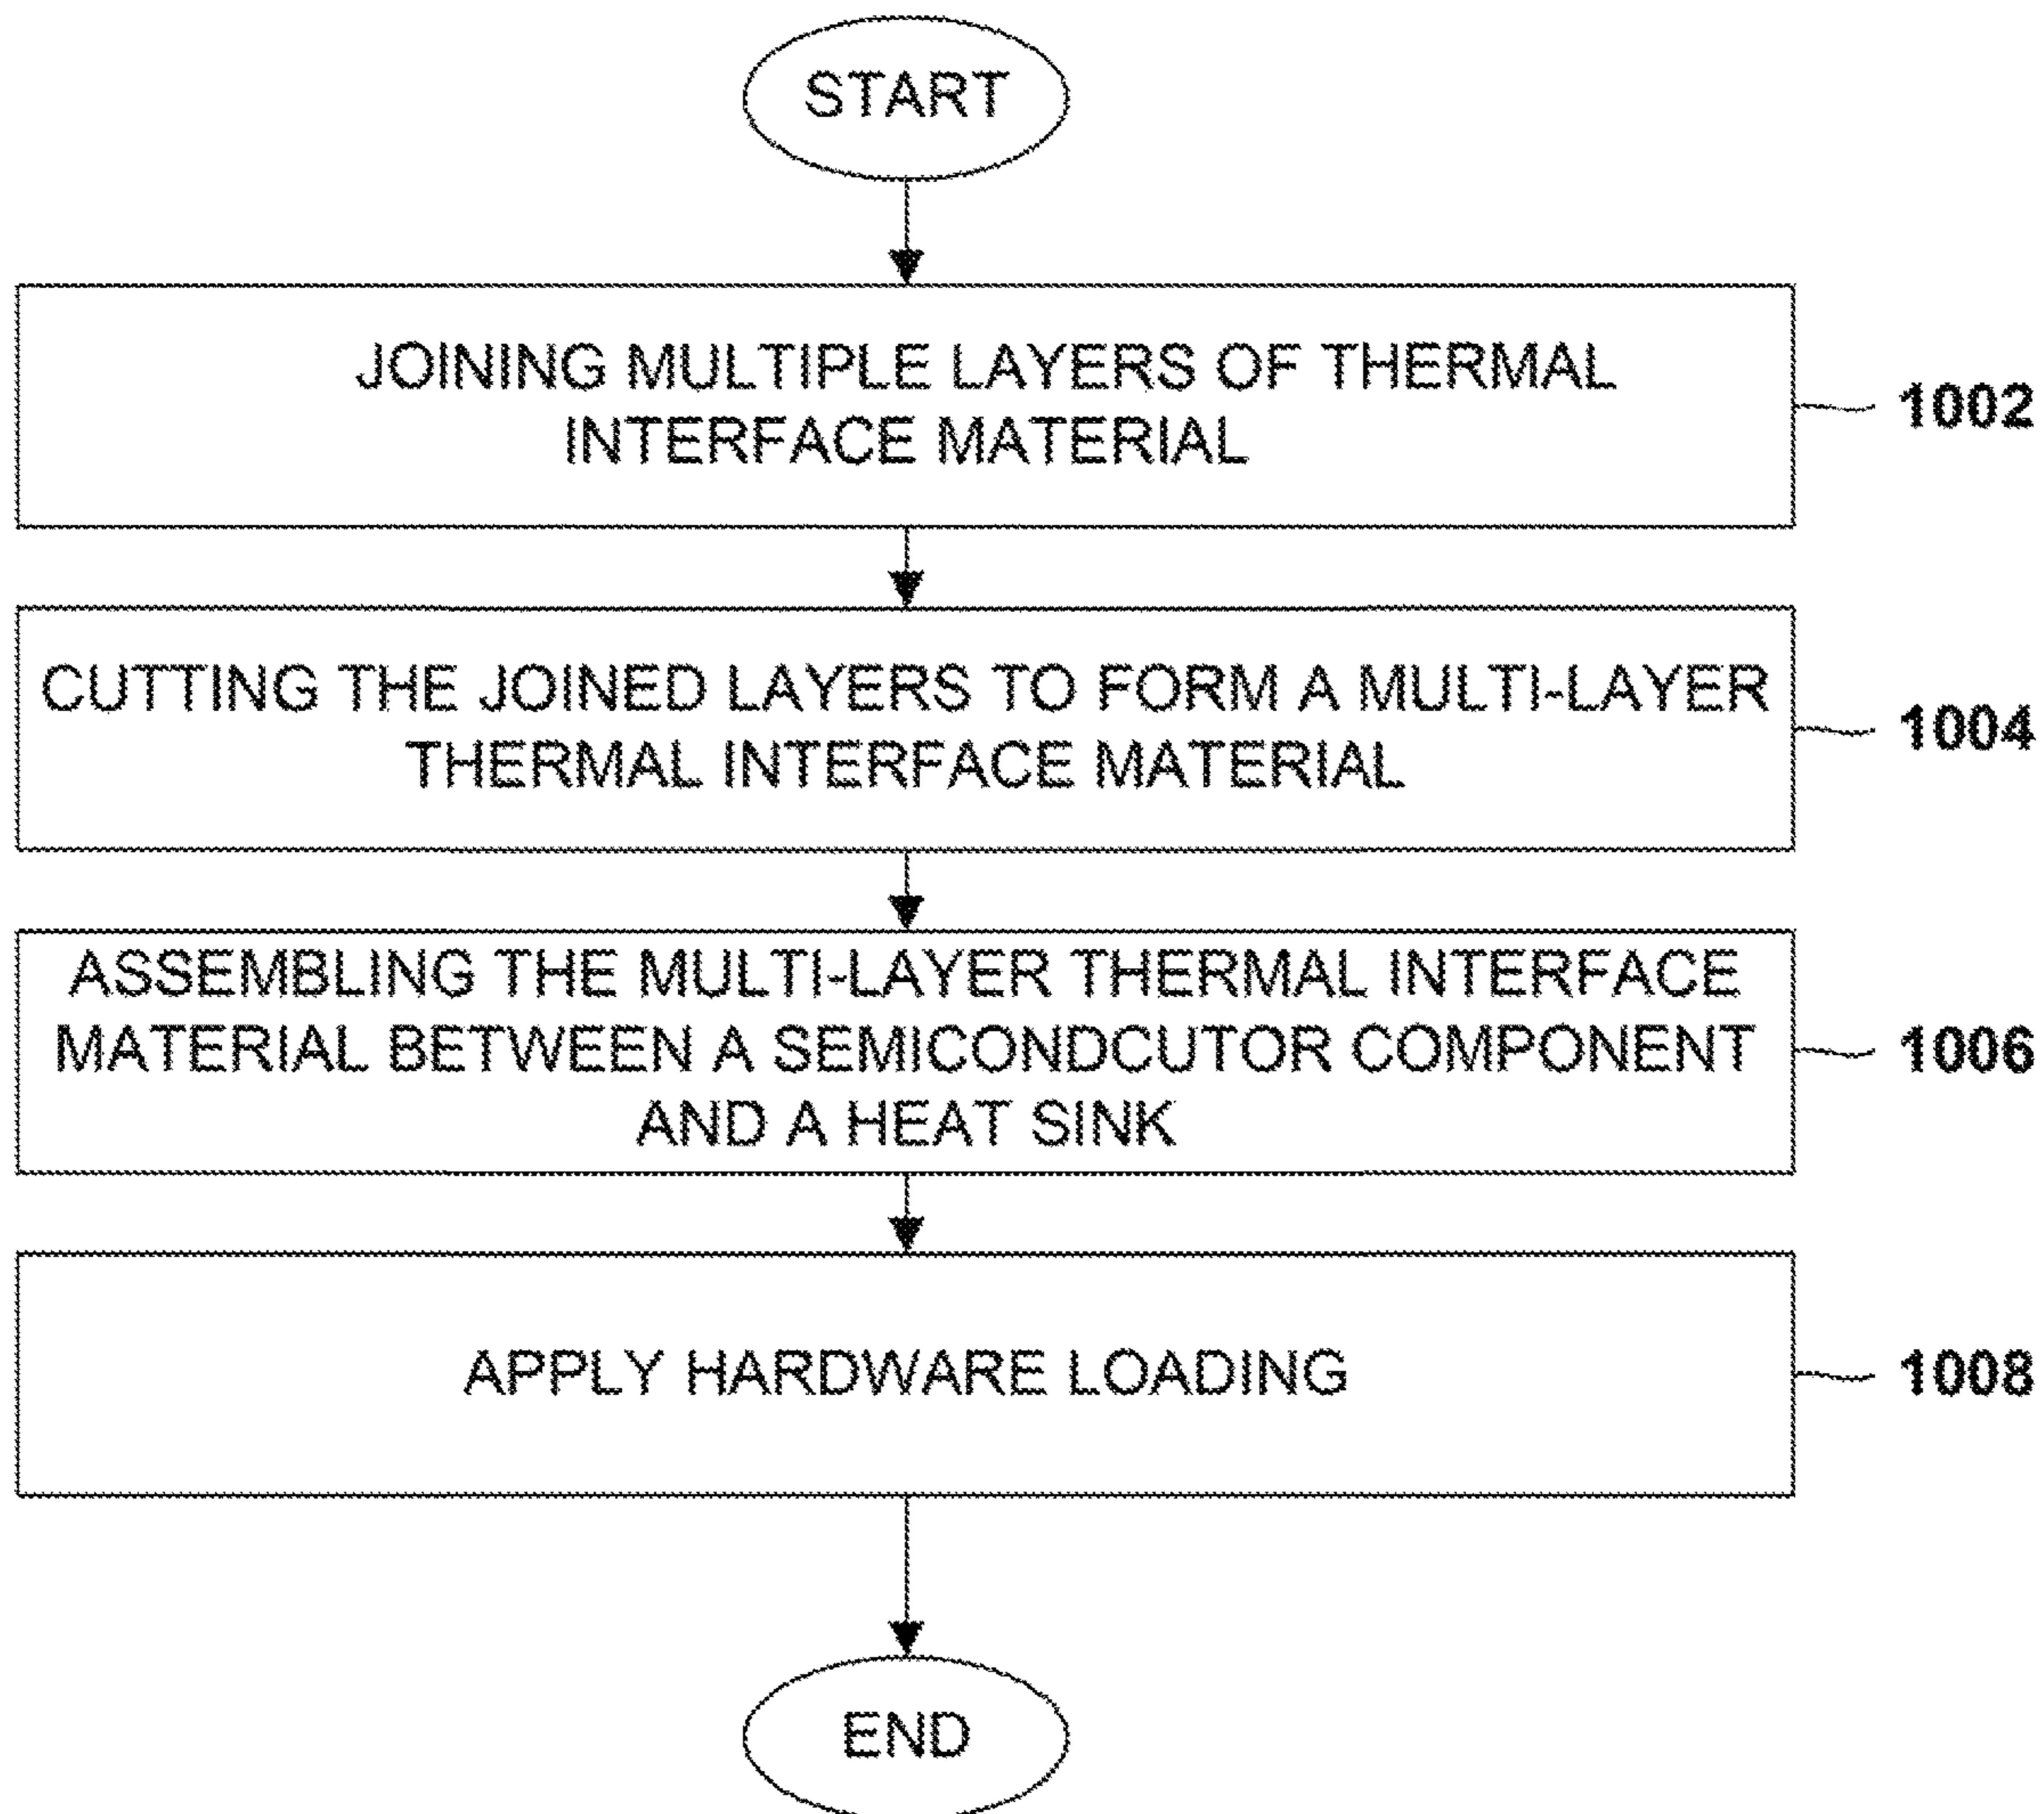 START
JOINING MULTIPLE LAYERS OF THERMAL
INTERFACE MATERIAL
1002
CUTTING THE JOINED LAYERS TO FORM A MULTI-LAYER
THERMAL INTERFACE MATERIAL
1004
ASSEMBLING THE MULTI-LAYER THERMAL INTERFACE
MATERIAL BETWEEN A SEMICONDCUTOR COMPONENT
AND A HEAT SINK
1006
APPLY HARDWARE LOADING
1008
END